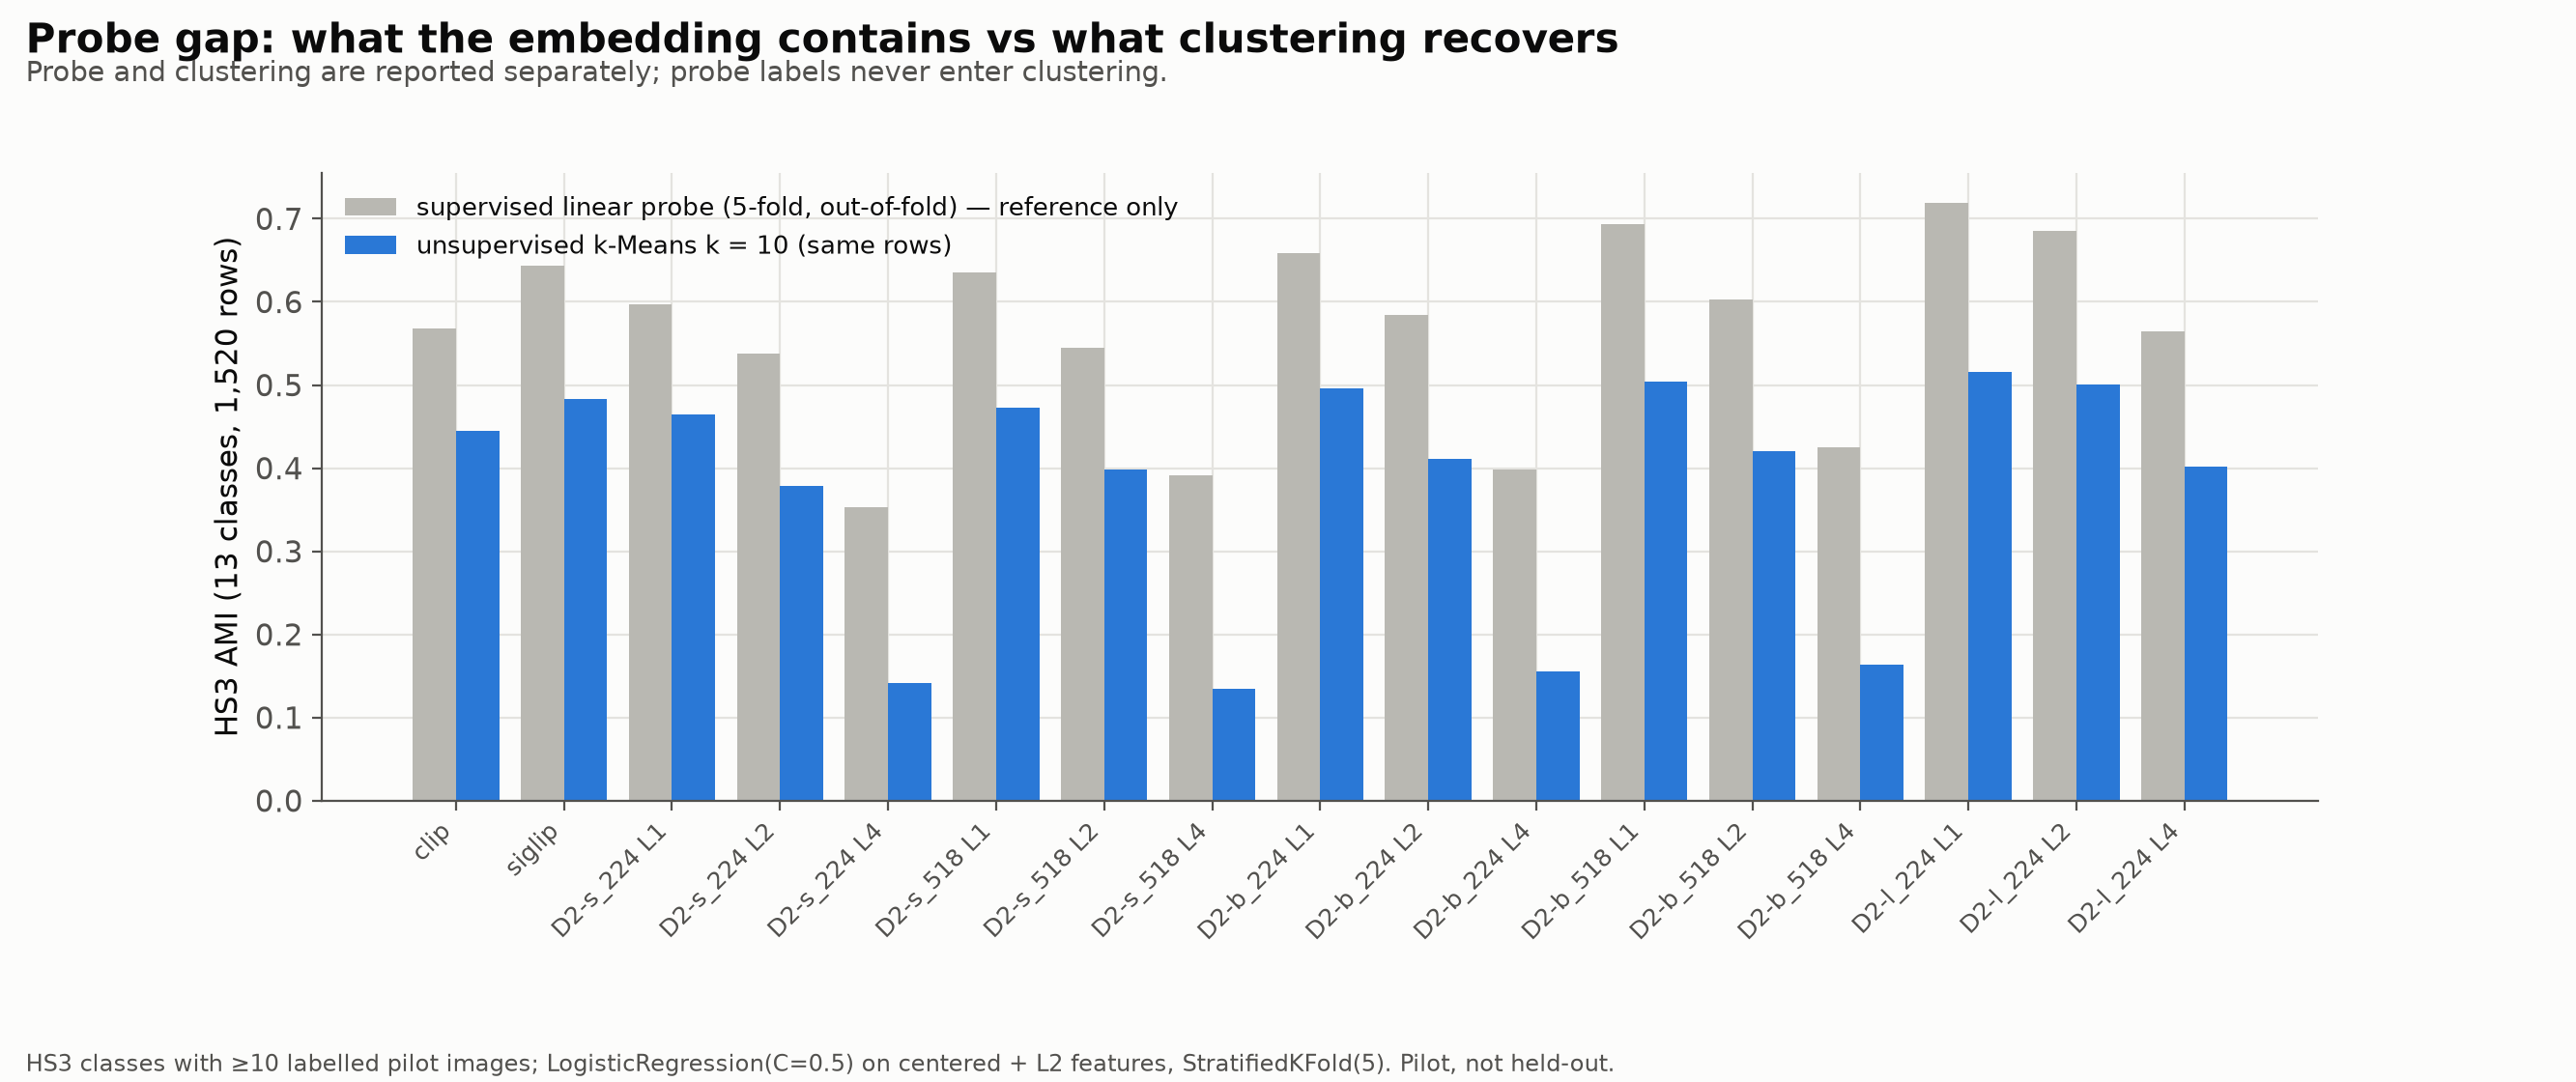 Probe gap: what the embedding contains vs what clustering recovers
Probe and clustering are reported separately; probe labels never enter clustering.
supervised linear probe (5-fold, out-of-fold) — reference only
unsupervised k-Means k = 10 (same rows)
HS3 AMI (13 classes, 1,520 rows)
0.7
0.6
0.5
0.4
0.3
0.2
0.1
0.0
clip
siglip
D2-s_224 L1
D2-s_224 L2
D2-s_224 L4
D2-s_518 L1
D2-s_518 L2
D2-s_518 L4
D2-b_224 L1
D2-b_224 L2
D2-b_224 L4
D2-b_518 L1
D2-b_518 L2
D2-b_518 L4
D2-l_224 L1
D2-l_224 L2
D2-l_224 L4
HS3 classes with ≥10 labelled pilot images; LogisticRegression(C=0.5) on centered + L2 features, StratifiedKFold(5). Pilot, not held-out.